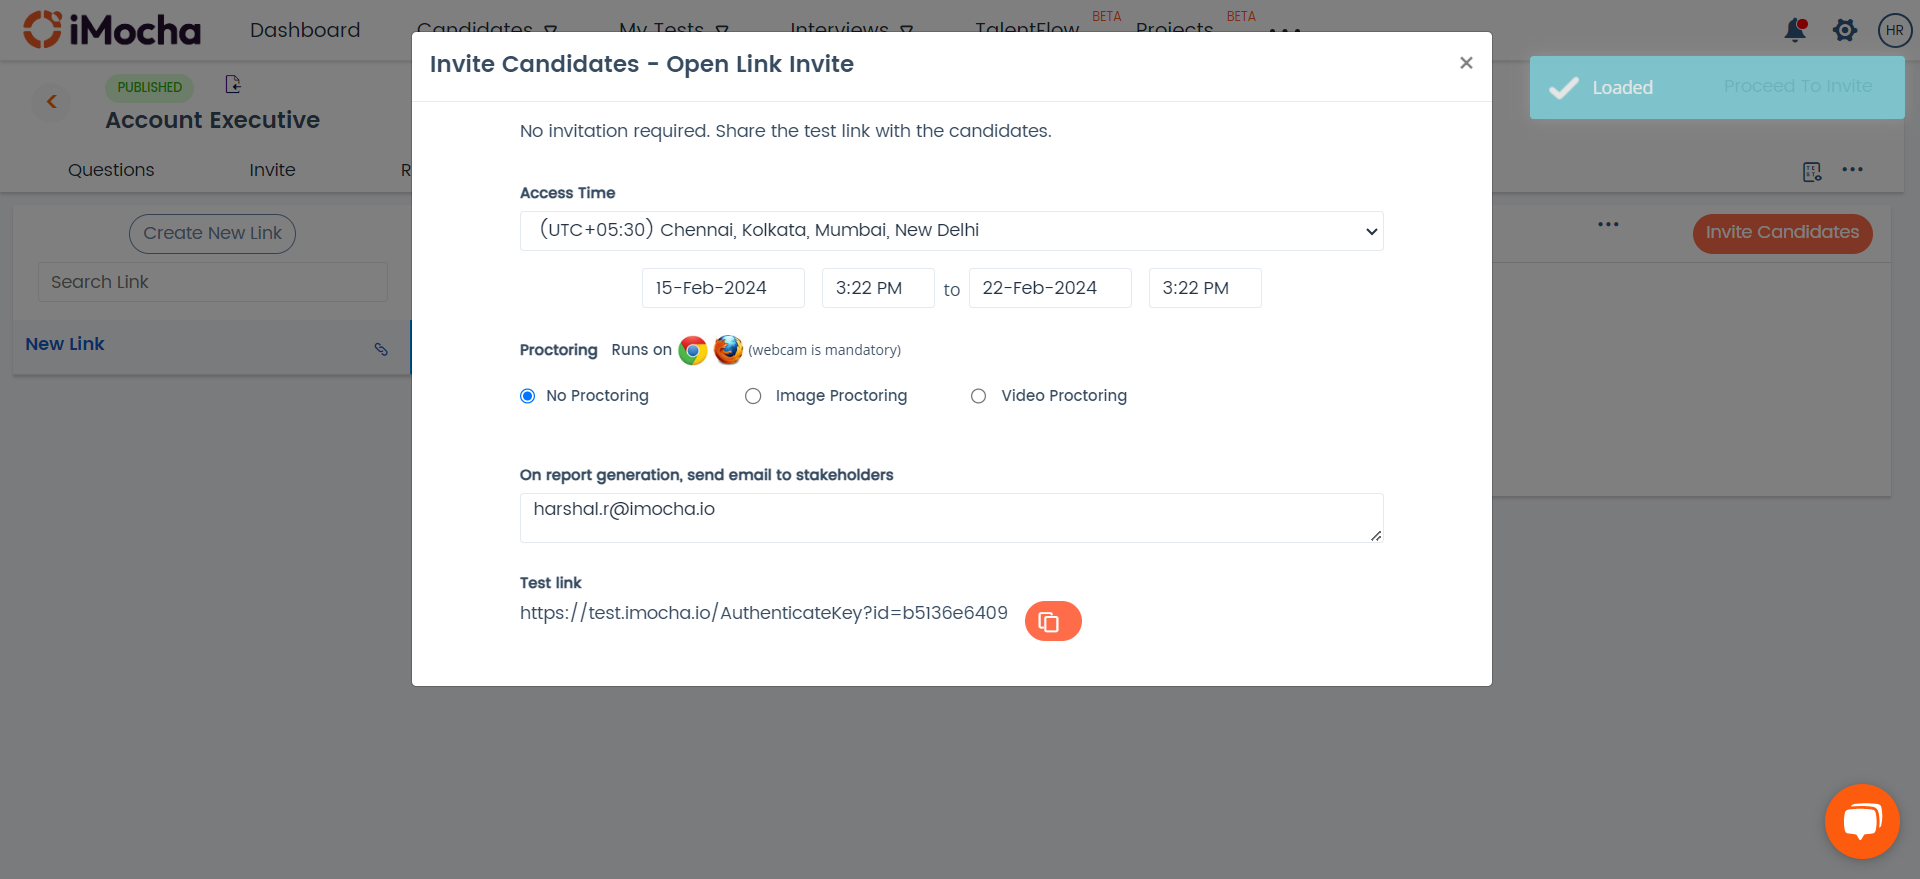 iMocha
Dashboard
Candidates
My Tests
Interviews
TalentFlow
BETA
Projects
BETA
HR
PUBLISHED
Account Executive
Questions
Invite
R
Create New Link
Search Link
New Link
Invite Candidates - Open Link Invite
×
No invitation required. Share the test link with the candidates.
Access Time
(UTC+05:30) Chennai, Kolkata, Mumbai, New Delhi
15-Feb-2024 3:22 PM to 22-Feb-2024 3:22 PM
Proctoring Runs on (webcam is mandatory)
No Proctoring Image Proctoring Video Proctoring
On report generation, send email to stakeholders
harshal.r@imocha.io
Test link
https://test.imocha.io/AuthenticateKey?id=b5136e6409
Loaded
Proceed To Invite
Invite Candidates